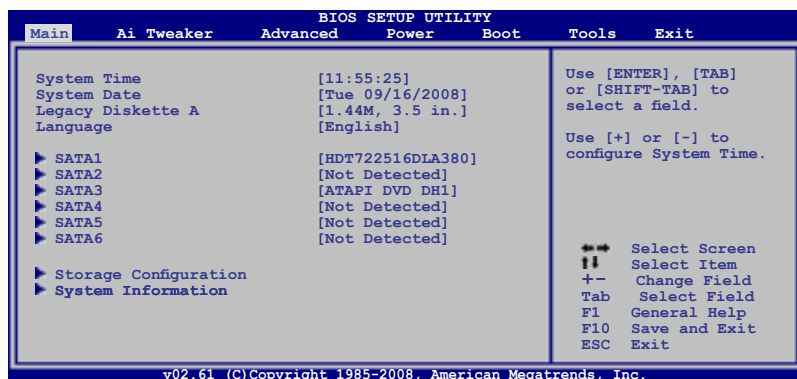 BIOS SETUP UTILITY
Main Ai Tweaker Advanced Power Boot Tools Exit
System Time [11:55:25]
System Date [Tue 09/16/2008]
Legacy Diskette A [1.44M, 3.5 in.]
Language [English]
SATA1 [HDT722516DLA380]
SATA2 [Not Detected]
SATA3 [ATAPI DVD DH1]
SATA4 [Not Detected]
SATA5 [Not Detected]
SATA6 [Not Detected]
Storage Configuration
System Information
Use [ENTER], [TAB]
or [SHIFT-TAB] to
select a field.
Use [+] or [-] to
configure System Time.
Select Screen
Select Item
+- Change Field
Tab Select Field
F1 General Help
F10 Save and Exit
ESC Exit
v02.61 (C)Copyright 1985-2008, American Megatrends, Inc.